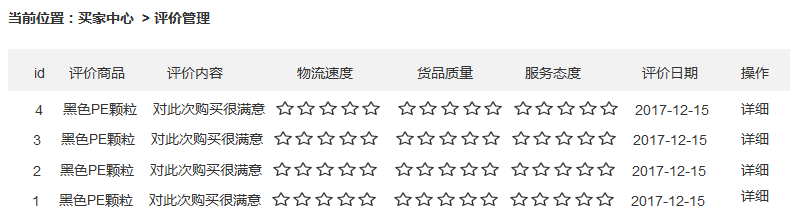 当前位置：买家中心 > 评价管理
id 评价商品 评价内容 物流速度 货品质量 服务态度 评价日期 操作
4 黑色PE颗粒 对此次购买很满意 ☆☆☆☆☆ ☆☆☆☆☆ ☆☆☆☆☆ 2017-12-15 详细
3 黑色PE颗粒 对此次购买很满意 ☆☆☆☆☆ ☆☆☆☆☆ ☆☆☆☆☆ 2017-12-15 详细
2 黑色PE颗粒 对此次购买很满意 ☆☆☆☆☆ ☆☆☆☆☆ ☆☆☆☆☆ 2017-12-15 详细
1 黑色PE颗粒 对此次购买很满意 ☆☆☆☆☆ ☆☆☆☆☆ ☆☆☆☆☆ 2017-12-15 详细